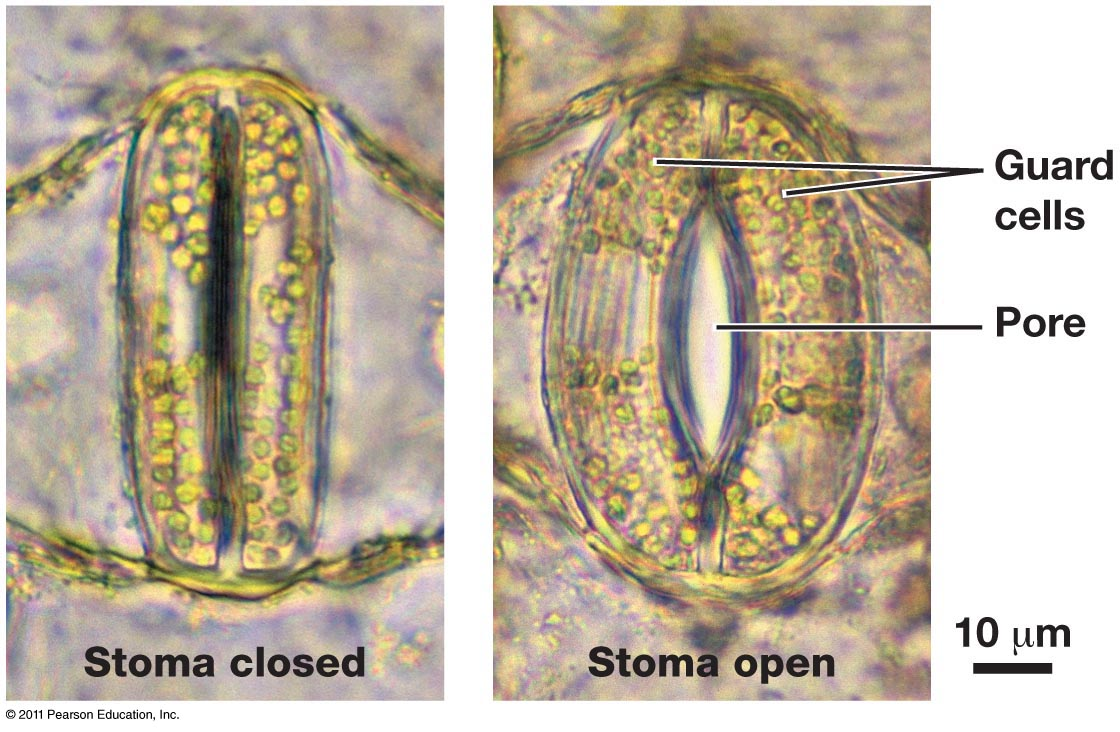 Guard
cells
Pore
10 μm
Stoma closed
Stoma open
© 2011 Pearson Education, Inc.